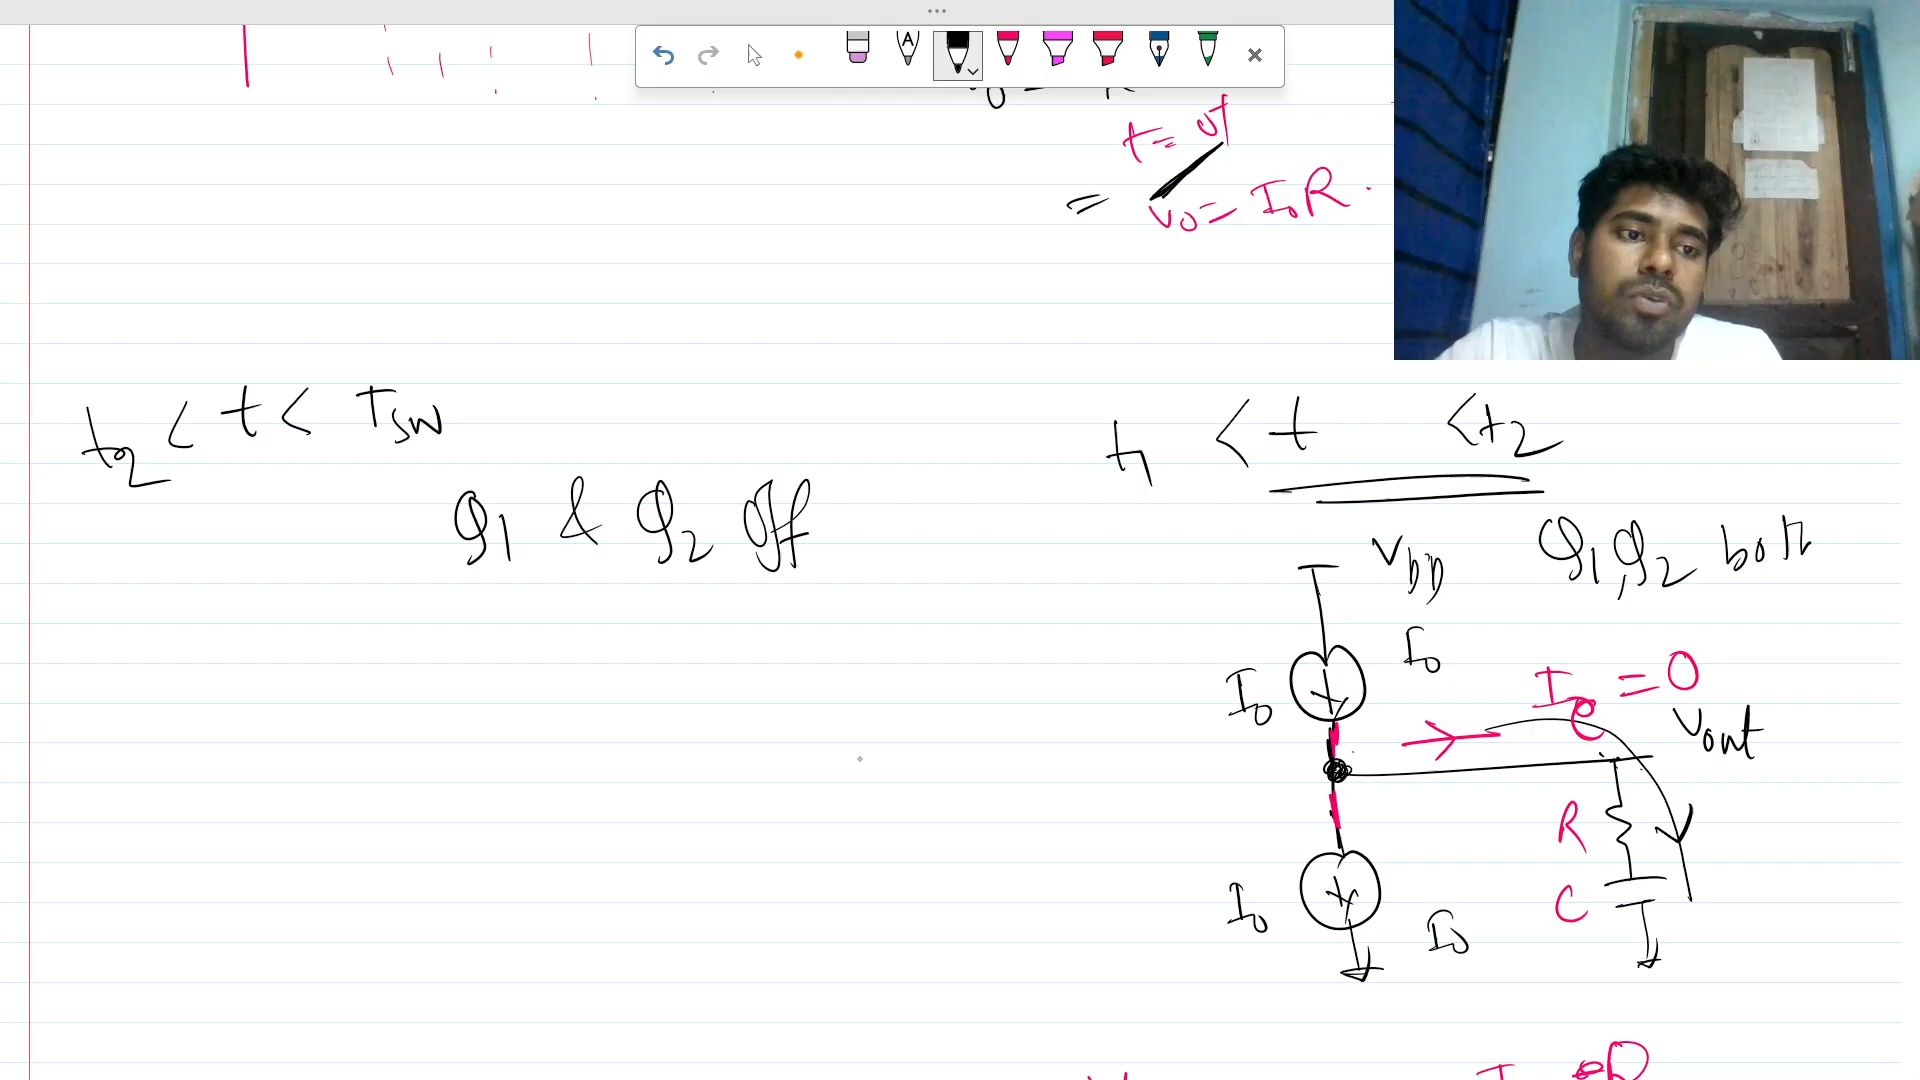 t = 0⁺
= v₀ = I₀R.
t₂ < t < Tsw
Q₁ & Q₂ off
t₁ < t < t₂
VDD Q₁, Q₂ both
I₀
I₀
= 0
Vout
R
C
I₀
I₀